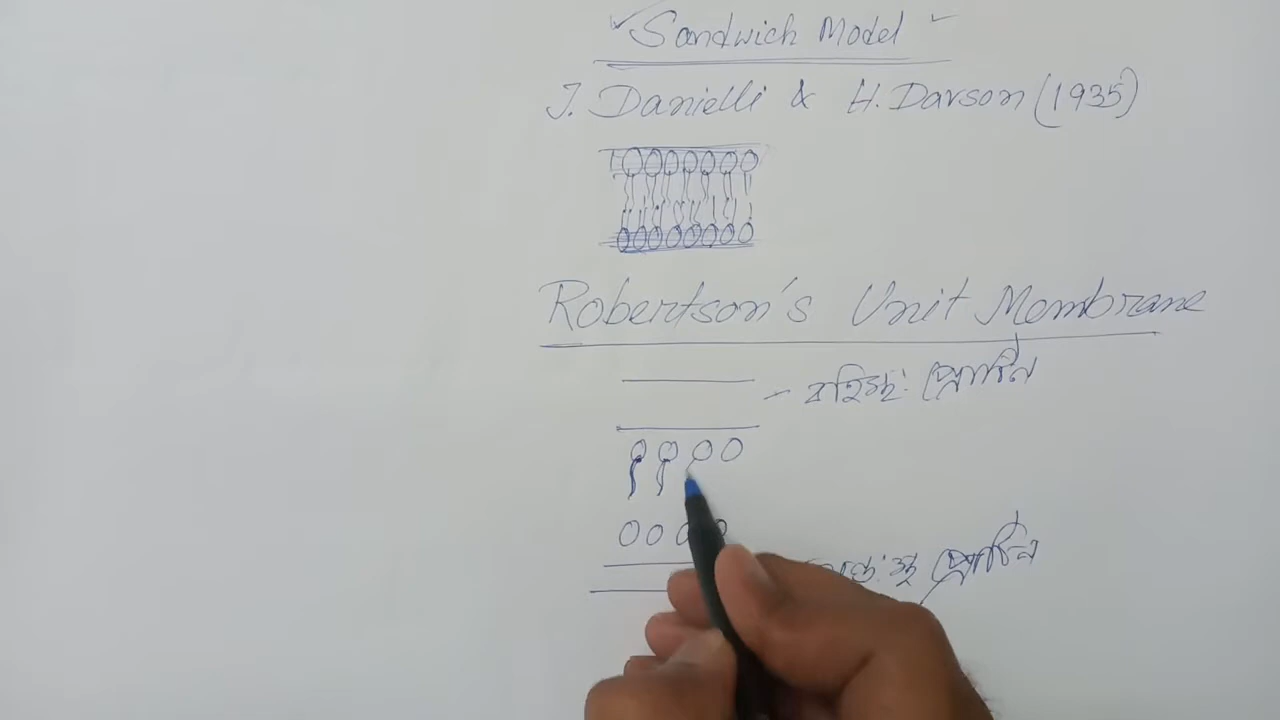 "Sandwich Model"
J. Danielli & H. Davson (1935)
Robertson's Unit Membrane
- বহিঃস্থ: প্রোটিন
প্রোটিন